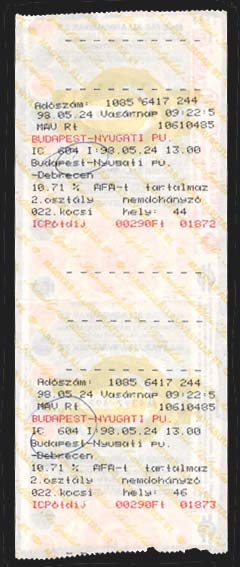 Adószám: 1085 6417 244
98.05.24 Vasárnap 09:22:5
MAV Rt 10610485
BUDAPEST-NYUGATI PU.
IC 604 I:98.05.24 13.00
Budapest-Nyugati pu.
-Debrecen
10.71 % AFA-t tartalmaz
2.osztály nemdohányzó
022.kocsi hely: 44
ICPótdíj 00290Ft 01872
Adószám: 1085 6417 244
98.05.24 Vasárnap 09:22:5
MAV Rt 10610485
BUDAPEST-NYUGATI PU.
IC 604 I:98.05.24 13.00
Budapest-Nyugati pu.
-Debrecen
10.71 % AFA-t tartalmaz
2.osztály nemdohányzó
022.kocsi hely: 46
ICPótdíj 00290Ft 01873